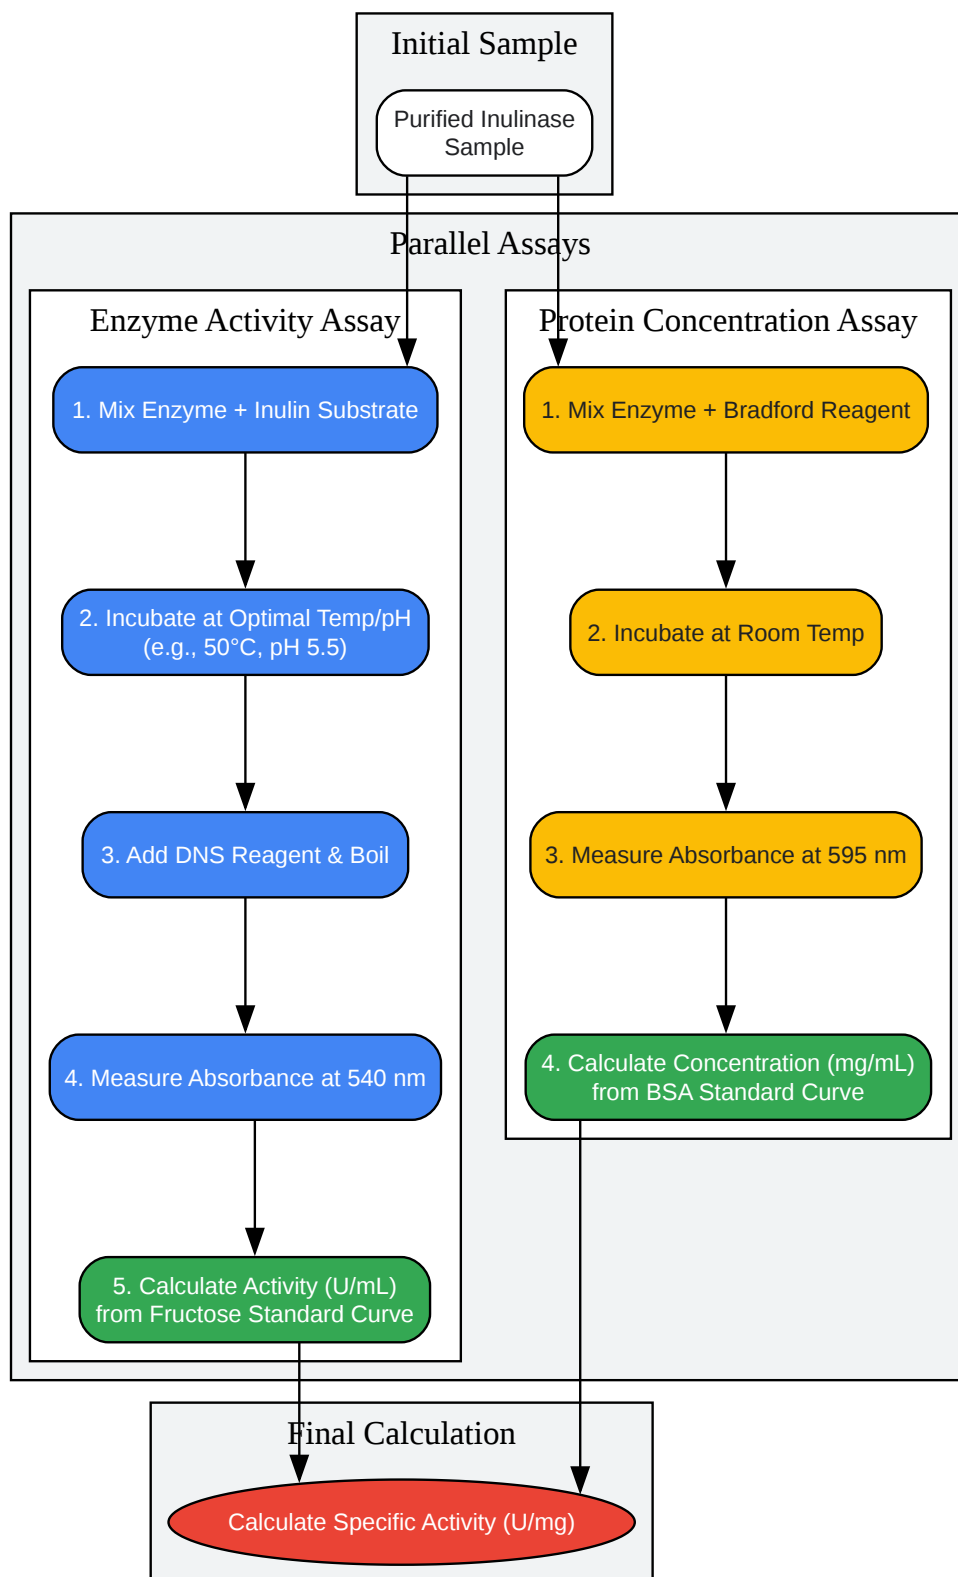 Initial Sample
Purified Inulinase
Sample
Parallel Assays
Enzyme Activity Assay
1. Mix Enzyme + Inulin Substrate
2. Incubate at Optimal Temp/pH
(e.g., 50°C, pH 5.5)
3. Add DNS Reagent & Boil
4. Measure Absorbance at 540 nm
5. Calculate Activity (U/mL)
from Fructose Standard Curve
Protein Concentration Assay
1. Mix Enzyme + Bradford Reagent
2. Incubate at Room Temp
3. Measure Absorbance at 595 nm
4. Calculate Concentration (mg/mL)
from BSA Standard Curve
Final Calculation
Calculate Specific Activity (U/mg)